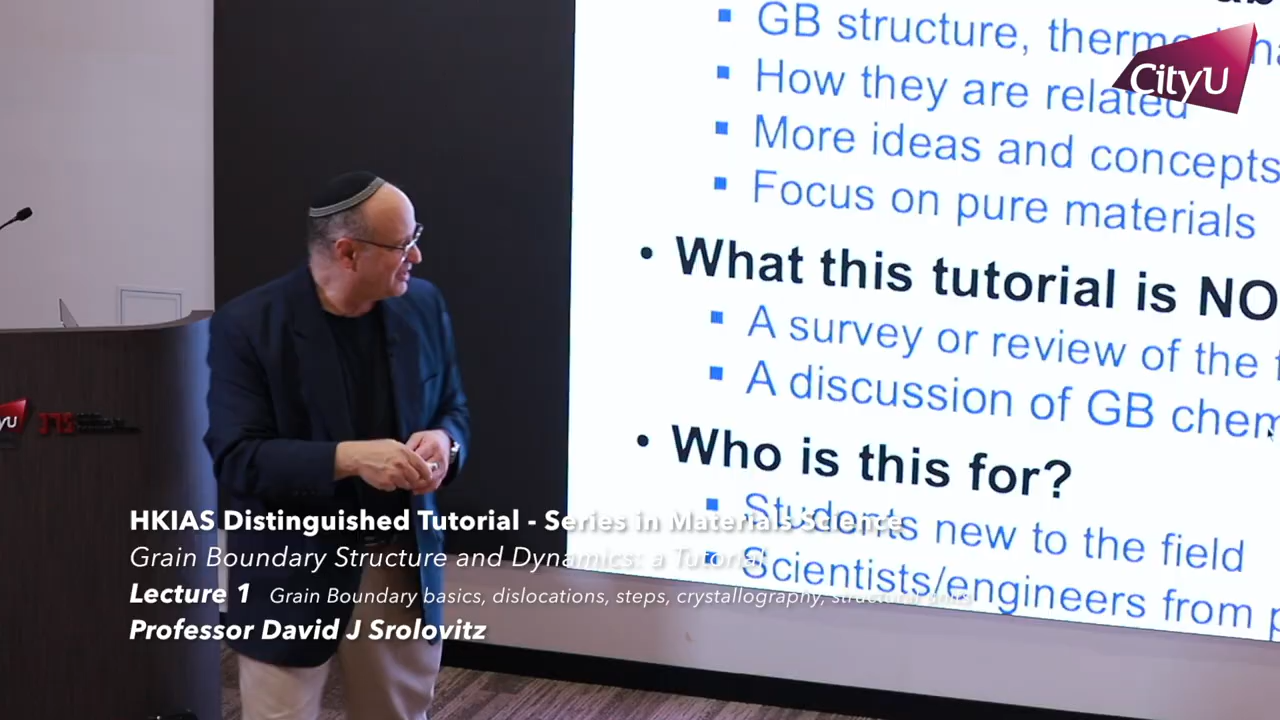 GB structure,
CityU
How they are related
More ideas and concepts
Focus on pure materials
• What this tutorial is
A survey or review of the
A discussion of GB
• Who is this for?
Students new to the field
Scientists/engineers from
HKIAS Distinguished Tutorial - Series in Materials Science
Grain Boundary Structure and Dynamics: a Tutorial
Lecture 1 Grain Boundary basics, dislocations, steps, crystallography, structural units
Professor David J Srolovitz